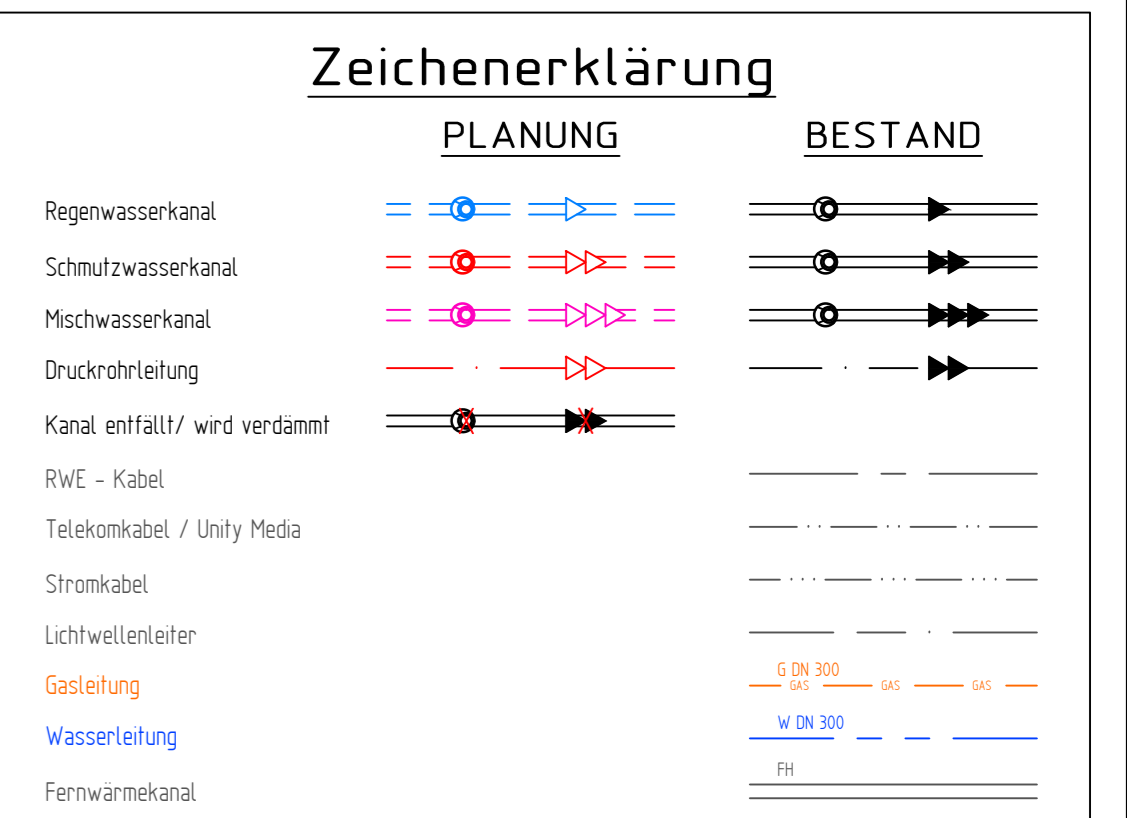 Zeichenerklärung
PLANUNG BESTAND
Regenwasserkanal
Schmutzwasserkanal
Mischwasserkanal
Druckrohrleitung
Kanal entfällt/ wird verdämmt
RWE - Kabel
Telekomkabel / Unity Media
Stromkabel
Lichtwellenleiter
G DN 300
Gasleitung GAS GAS GAS
W DN 300
Wasserleitung
FH
Fernwärmekanal